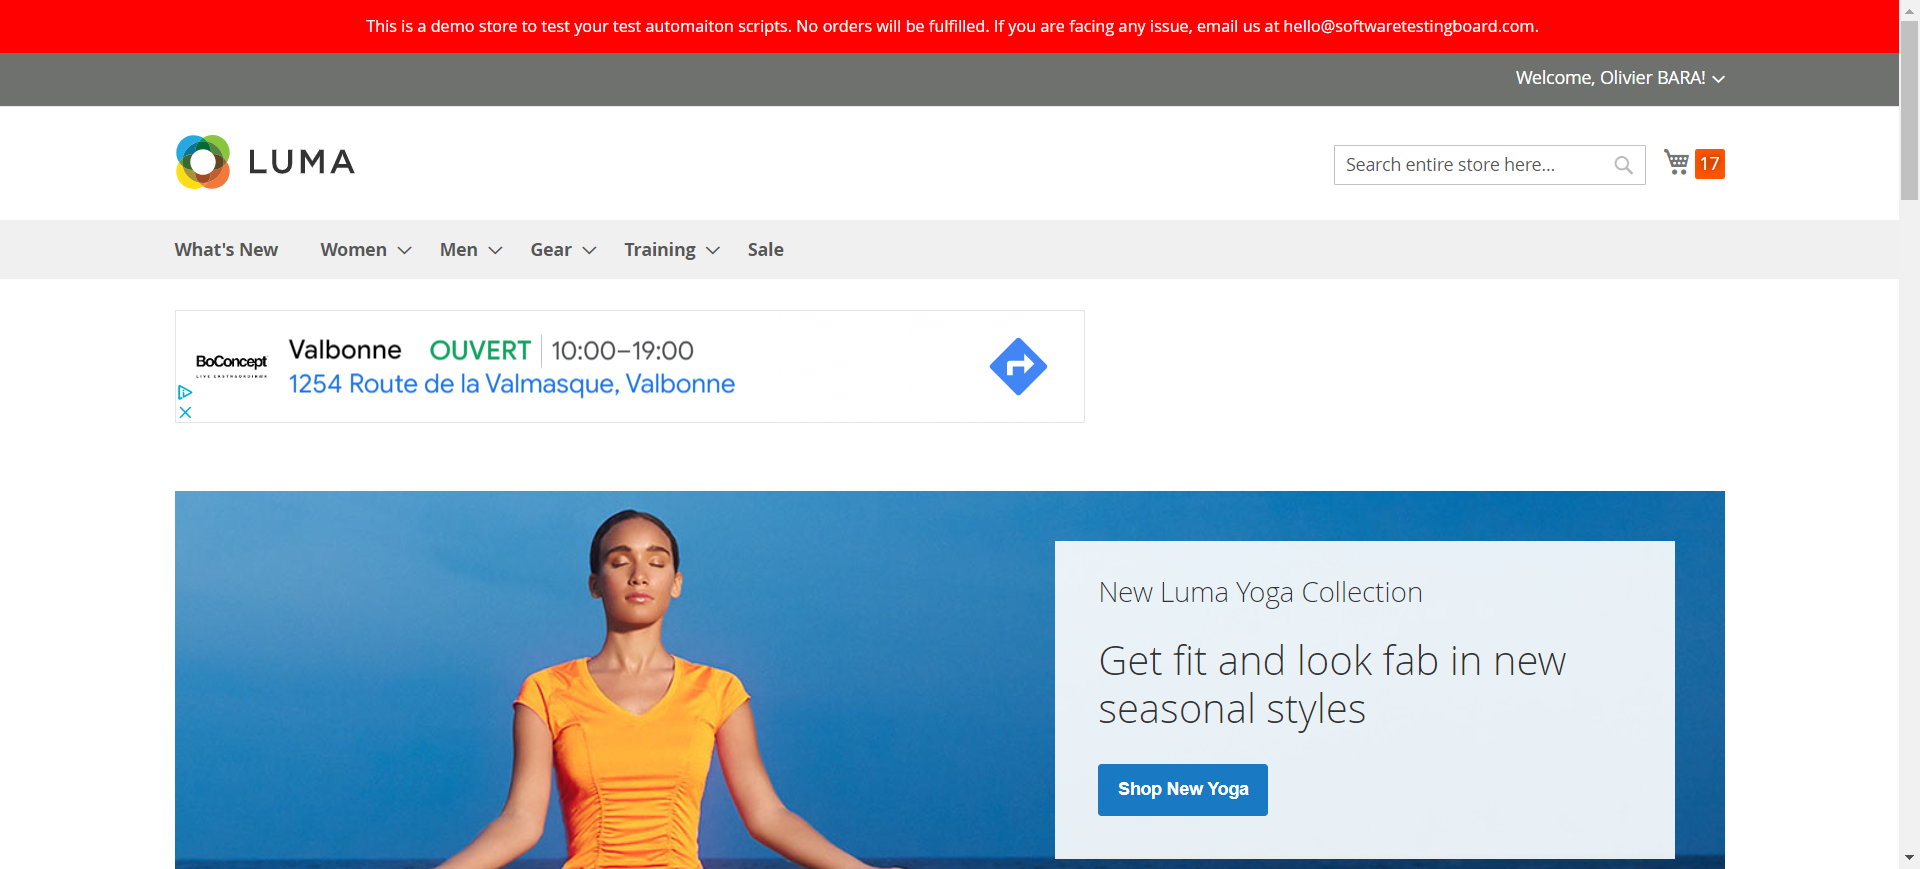 This is a demo store to test your test automaiton scripts. No orders will be fulfilled. If you are facing any issue, email us at hello@softwaretestingboard.com.
Welcome, Olivier BARA!
LUMA
Search entire store here...
17
What's New Women Men Gear Training Sale
BoConcept
Valbonne OUVERT 10:00–19:00
1254 Route de la Valmasque, Valbonne
New Luma Yoga Collection
Get fit and look fab in new
seasonal styles
Shop New Yoga